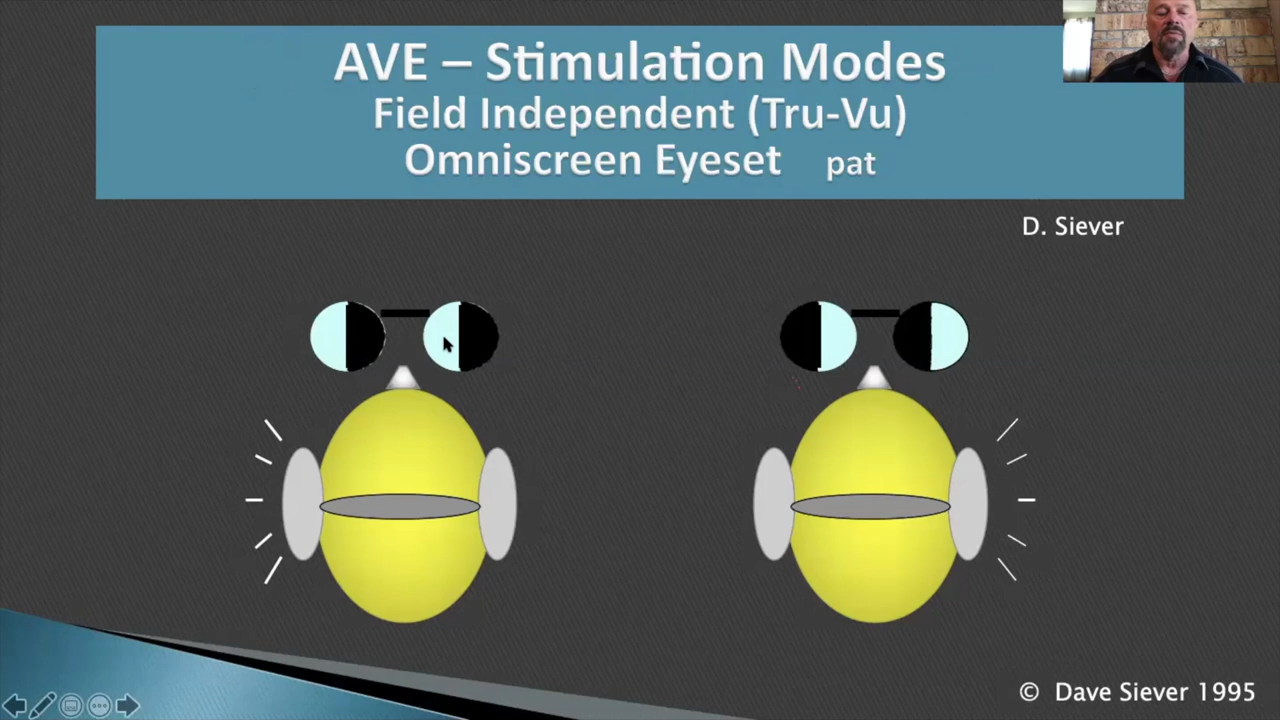 AVE – Stimulation Modes
Field Independent (Tru-Vu)
Omniscreen Eyeset pat
D. Siever
© Dave Siever 1995